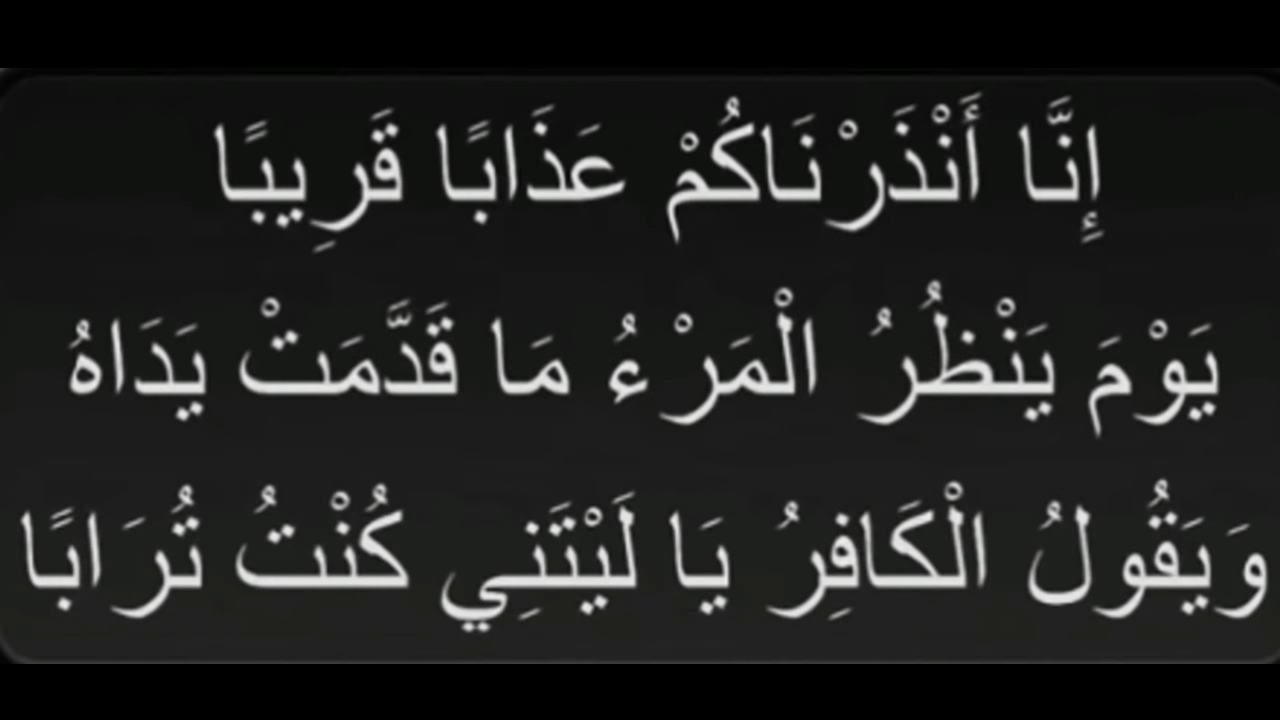 إِنَّا أَنْذَرْنَاكُمْ عَذَابًا قَرِيبًا
يَوْمَ يَنْظُرُ الْمَرْءُ مَا قَدَّمَتْ يَدَاهُ
وَيَقُولُ الْكَافِرُ يَا لَيْتَنِي كُنْتُ تُرَابًا